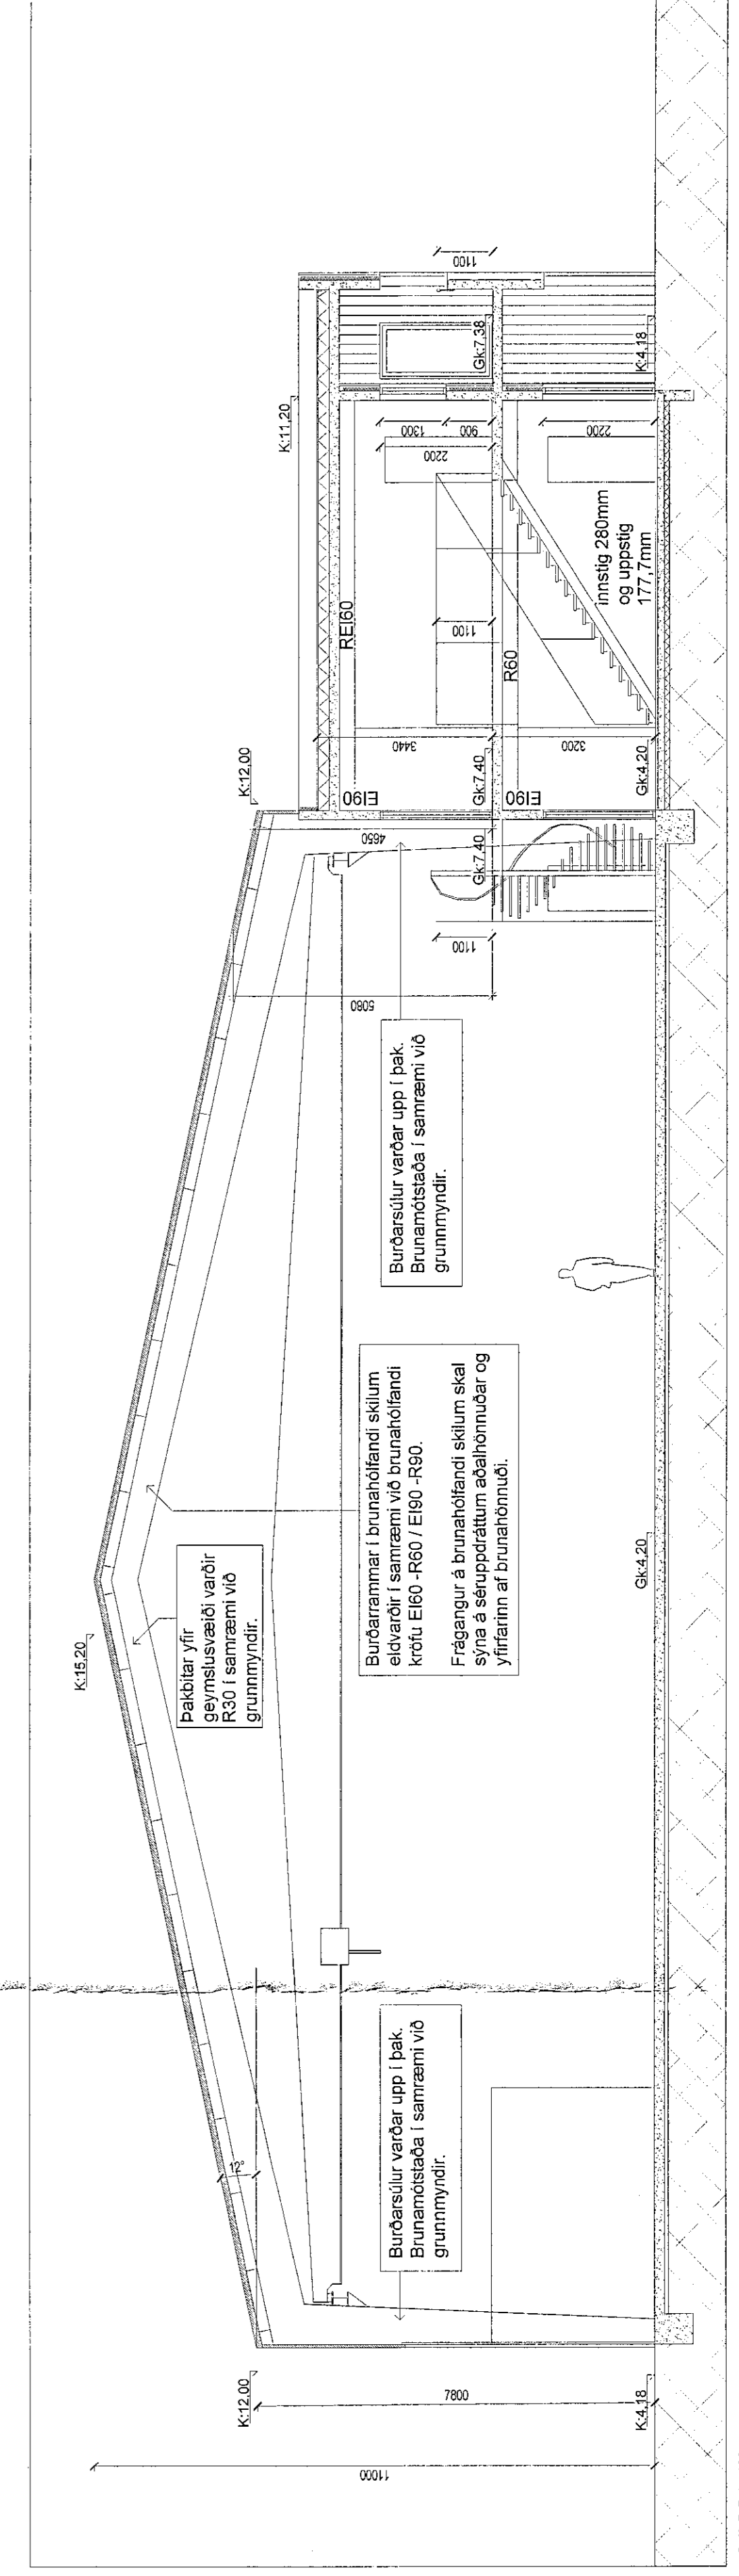 11000
K:12,00
7800
K:4,18
12°
Burðarsúlur varðar upp í þak.
Brunamótstaða í samræmi við
grunnmyndir.
K:15,20
Þakbitar yfir
geymslusvæiði varðir
R30 í samræmi við
grunnmyndir.
Burðarrammar í brunahólfandi skilum
eldvarðir í samræmi við brunahólfandi
kröfu EI60 -R60 / EI90 -R90.
Frágangur á brunahólfandi skilum skal
sýna á séruppdráttum aðalhönnuðar og
yfirfarinn af brunahönnuði.
Gk:4,20
Burðarsúlur varðar upp í þak.
Brunamótstaða í samræmi við
grunnmyndir.
5080
1100
4650
Gk:7,40
K:12,00
EI90
Gk:7,40
EI90
Gk:4,20
3440
3200
REI60
1100
R60
innstig 280mm
og uppstig
177,7mm
K:11,20
2200
1300
900
2200
Gk:7,38
K:4,18
1100